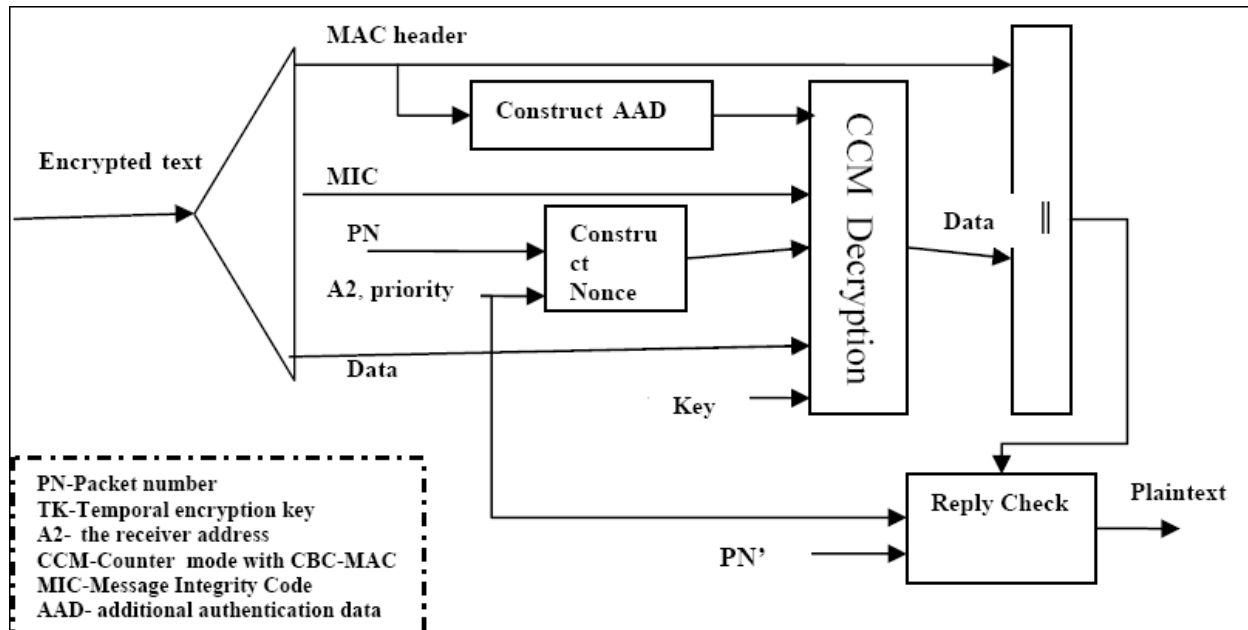 MAC header
Construct AAD
Encrypted text
MIC
PN
A2, priority
Constru
ct
Nonce
Data
Key
CCM Decryption
Data
||
Reply Check
Plaintext
PN’
PN-Packet number
TK-Temporal encryption key
A2- the receiver address
CCM-Counter mode with CBC-MAC
MIC-Message Integrity Code
AAD- additional authentication data